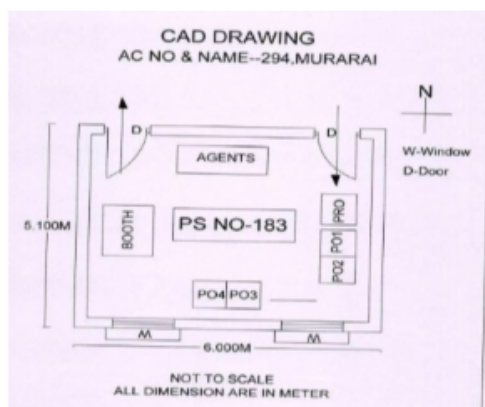 CAD DRAWING
AC NO & NAME--294,MURARAI
N
W-Window
D-Door
D
D
AGENTS
PRO
5.100M
BOOTH
PS NO-183
PO1
PO2
PO4 PO3
W
W
6.000M
NOT TO SCALE
ALL DIMENSION ARE IN METER